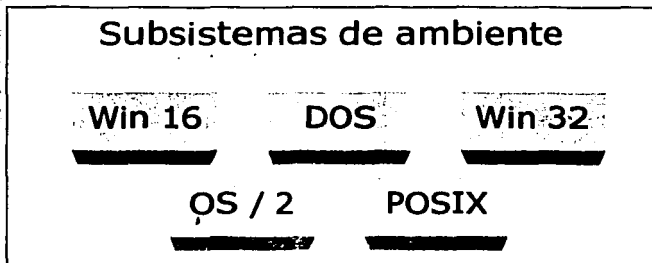 Subsistemas de ambiente
Win 16 DOS Win 32
OS / 2 POSIX